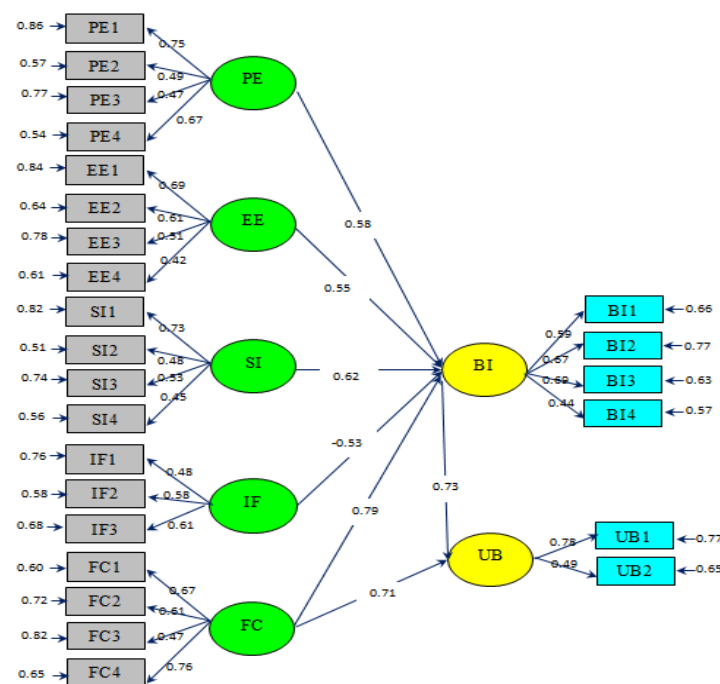 0.86 PE1
0.75
0.57 PE2
0.49
0.77 PE3
0.47
0.54 PE4
0.67
PE
0.84 EE1
0.69
0.64 EE2
0.61
0.78 EE3
0.51
0.61 EE4
0.42
EE
0.82 SI1
0.73
0.51 SI2
0.48
0.74 SI3
0.53
0.56 SI4
0.45
SI
0.76 IF1
0.48
0.58 IF2
0.58
0.68 IF3
0.61
IF
0.60 FC1
0.67
0.72 FC2
0.61
0.82 FC3
0.47
0.65 FC4
0.76
FC
0.58
0.55
0.62
-0.53
0.79
0.71
0.73
BI
0.59
BI1 0.66
0.57
BI2 0.77
0.69
BI3 0.63
0.44
BI4 0.57
UB
0.78
UB1 0.77
0.49
UB2 0.65